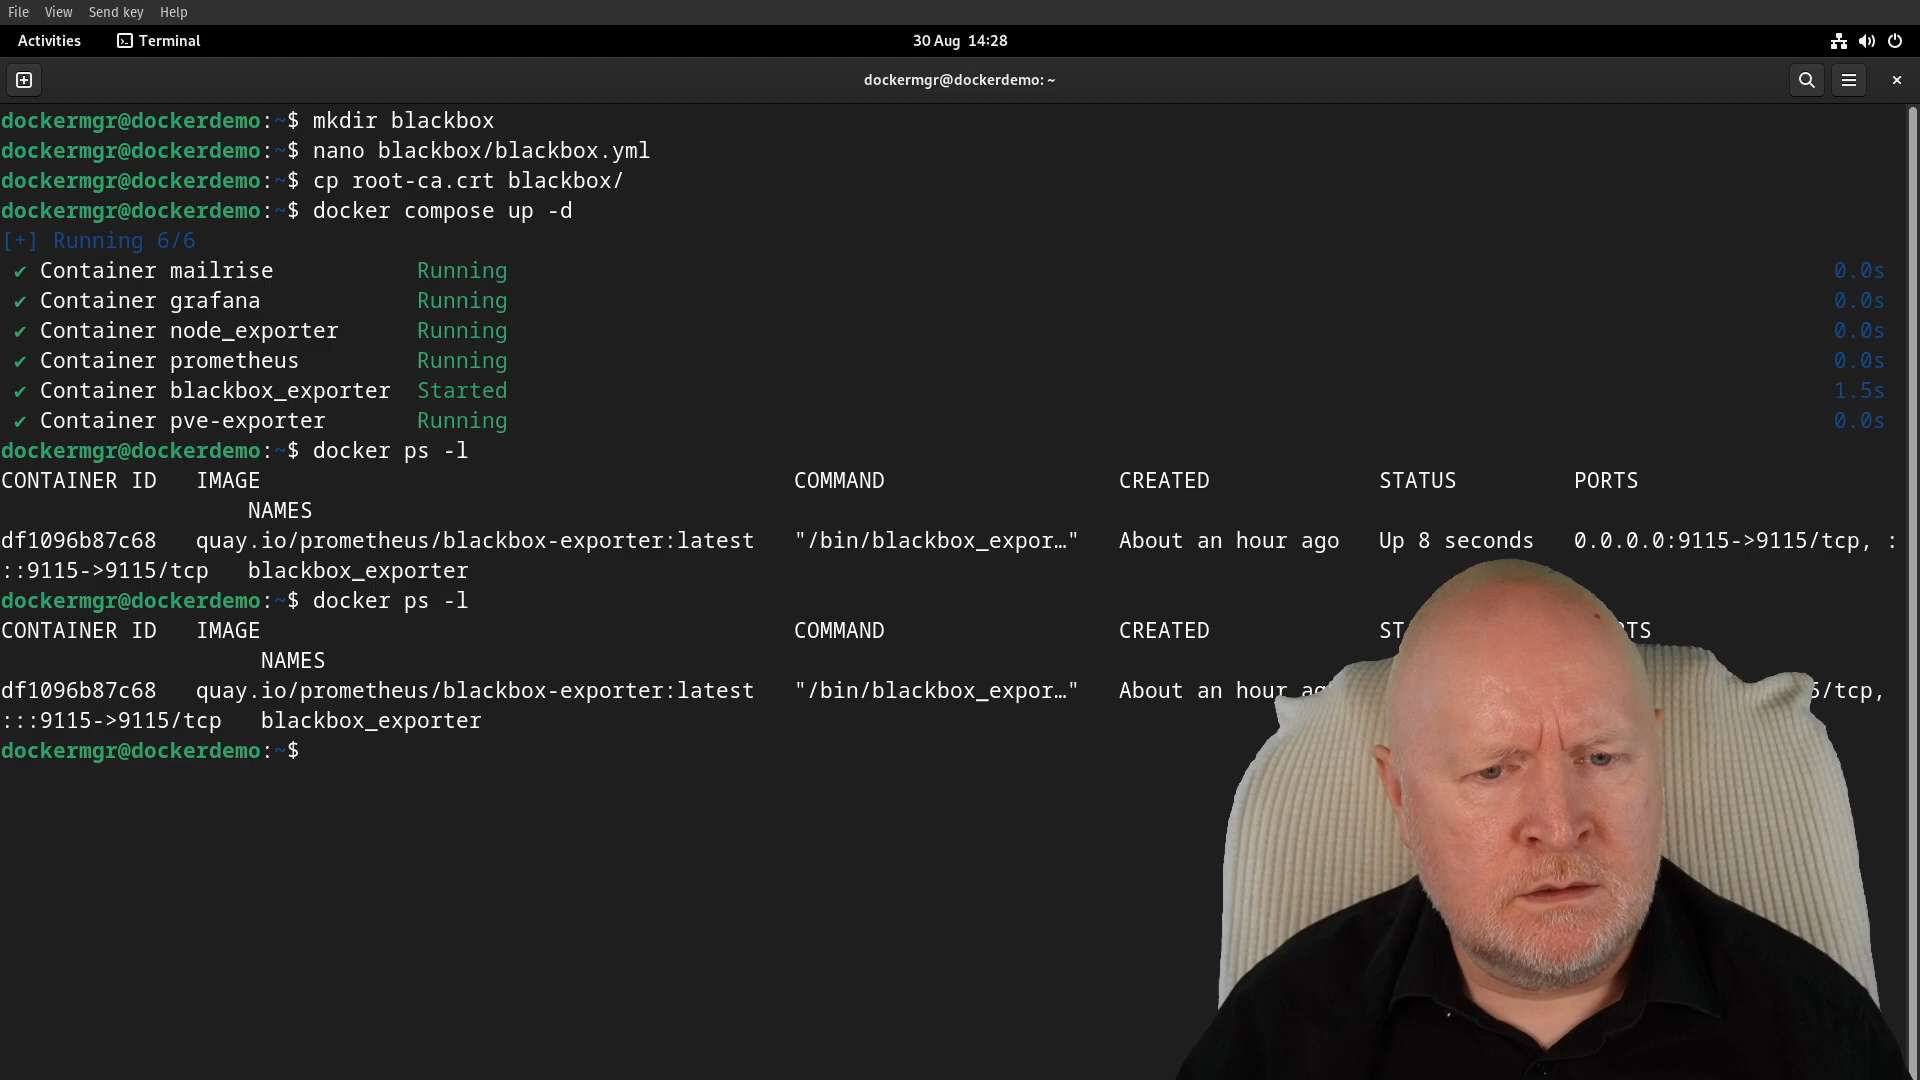 File View Send key Help
Activities Terminal 30 Aug 14:28
dockermgr@dockerdemo: ~
dockermgr@dockerdemo:~$ mkdir blackbox
dockermgr@dockerdemo:~$ nano blackbox/blackbox.yml
dockermgr@dockerdemo:~$ cp root-ca.crt blackbox/
dockermgr@dockerdemo:~$ docker compose up -d
[+] Running 6/6
✔ Container mailrise Running 0.0s
✔ Container grafana Running 0.0s
✔ Container node_exporter Running 0.0s
✔ Container prometheus Running 0.0s
✔ Container blackbox_exporter Started 1.5s
✔ Container pve-exporter Running 0.0s
dockermgr@dockerdemo:~$ docker ps -l
CONTAINER ID IMAGE COMMAND CREATED STATUS PORTS
NAMES
df1096b87c68 quay.io/prometheus/blackbox-exporter:latest "/bin/blackbox_expor…" About an hour ago Up 8 seconds 0.0.0.0:9115->9115/tcp, :
::9115->9115/tcp blackbox_exporter
dockermgr@dockerdemo:~$ docker ps -l
CONTAINER ID IMAGE COMMAND CREATED
NAMES
df1096b87c68 quay.io/prometheus/blackbox-exporter:latest "/bin/blackbox_expor…" About an hour /tcp,
:::9115->9115/tcp blackbox_exporter
dockermgr@dockerdemo:~$